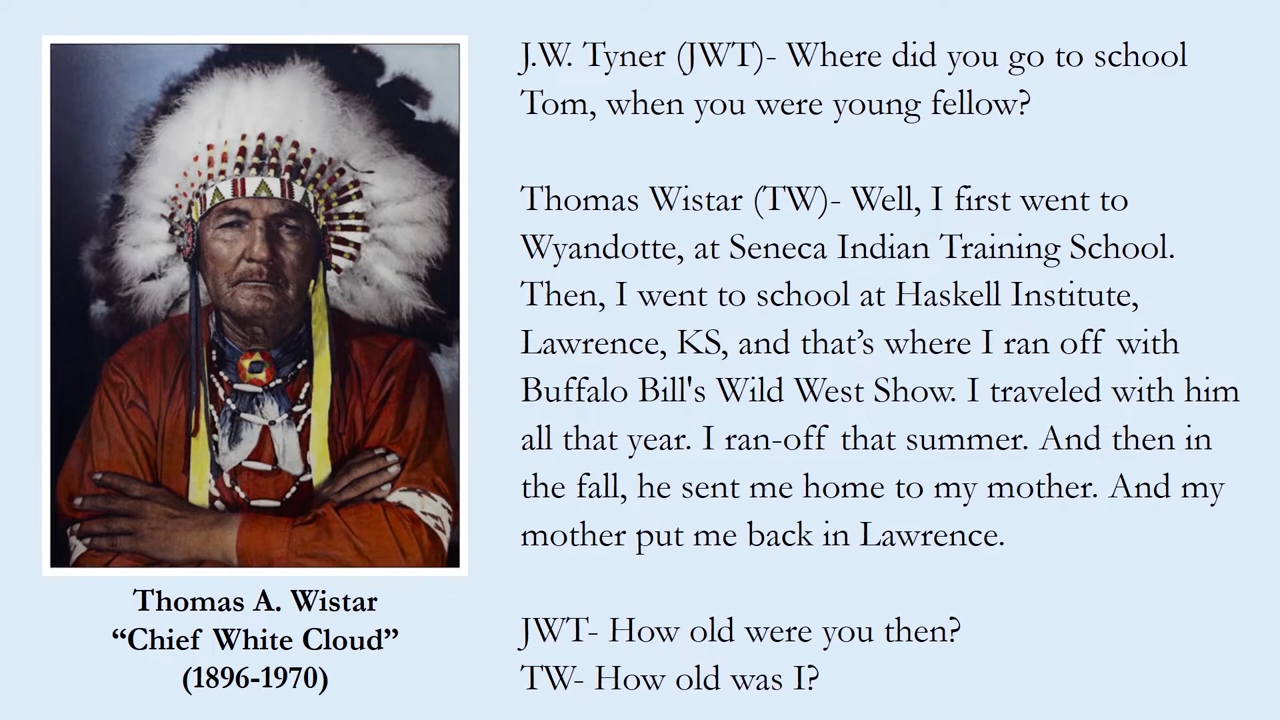 J.W. Tyner (JWT)- Where did you go to school
Tom, when you were young fellow?
Thomas Wistar (TW)- Well, I first went to
Wyandotte, at Seneca Indian Training School.
Then, I went to school at Haskell Institute,
Lawrence, KS, and that’s where I ran off with
Buffalo Bill's Wild West Show. I traveled with him
all that year. I ran-off that summer. And then in
the fall, he sent me home to my mother. And my
mother put me back in Lawrence.
JWT- How old were you then?
TW- How old was I?
Thomas A. Wistar
“Chief White Cloud”
(1896-1970)